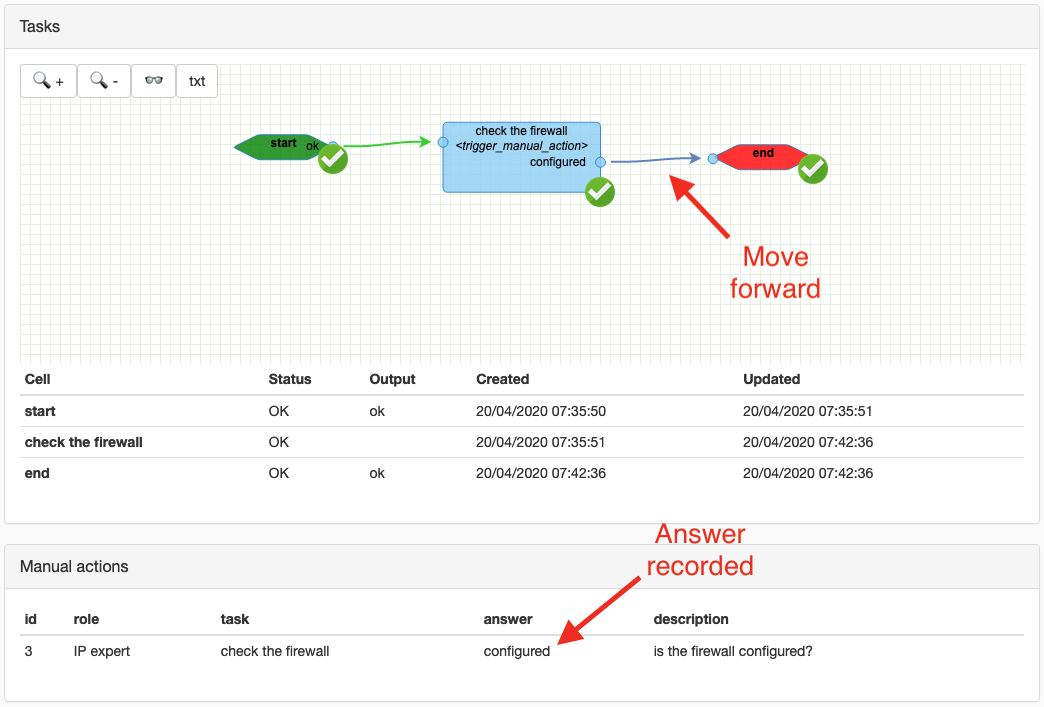 Tasks
+
-
txt
start ok
check the firewall
<trigger_manual_action>
configured
end
Move
forward
Cell Status Output Created Updated
start OK ok 20/04/2020 07:35:50 20/04/2020 07:35:51
check the firewall OK 20/04/2020 07:35:51 20/04/2020 07:42:36
end OK ok 20/04/2020 07:42:36 20/04/2020 07:42:36
Answer
recorded
Manual actions
id role task answer description
3 IP expert check the firewall configured is the firewall configured?